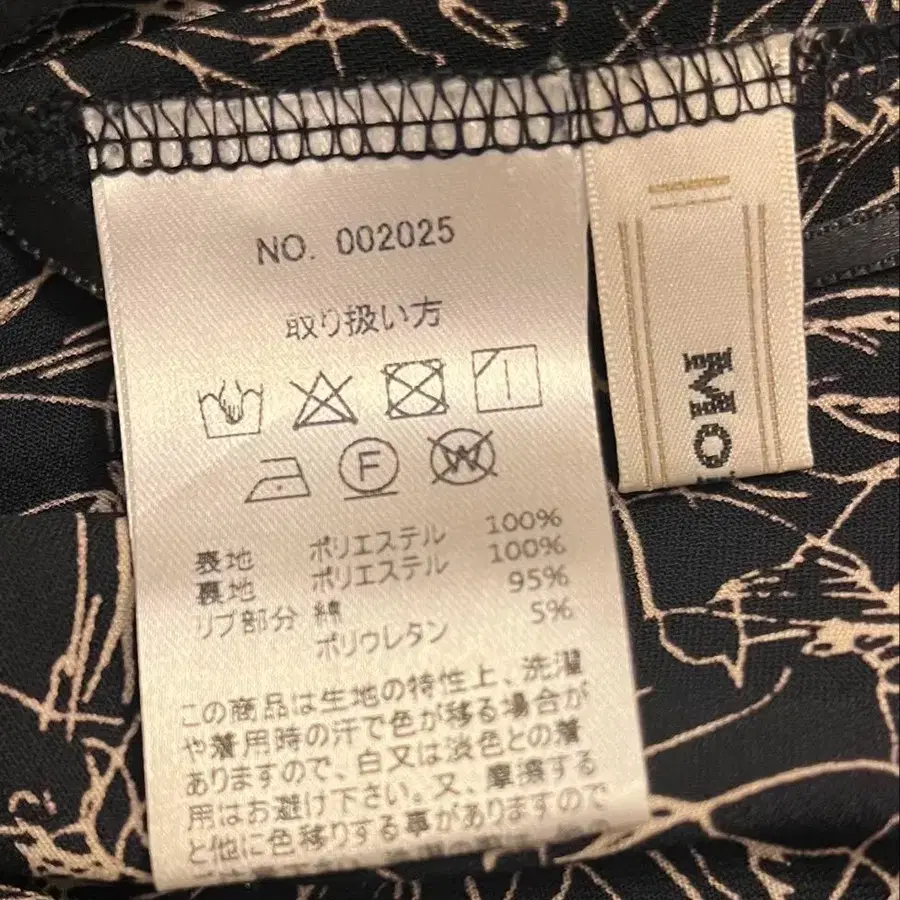 NO. 002025
取り扱い方
F
W
表地 ポリエステル 100%
裏地 ポリエステル 100%
リブ部分 綿 95%
ポリウレタン 5%
この商品は生地の特性上、洗濯
や着用時の汗で色が移る場合が
ありますので、白又は淡色との着
用はお避け下さい。又、摩擦する
と他に色移りする事がありますので
Mo